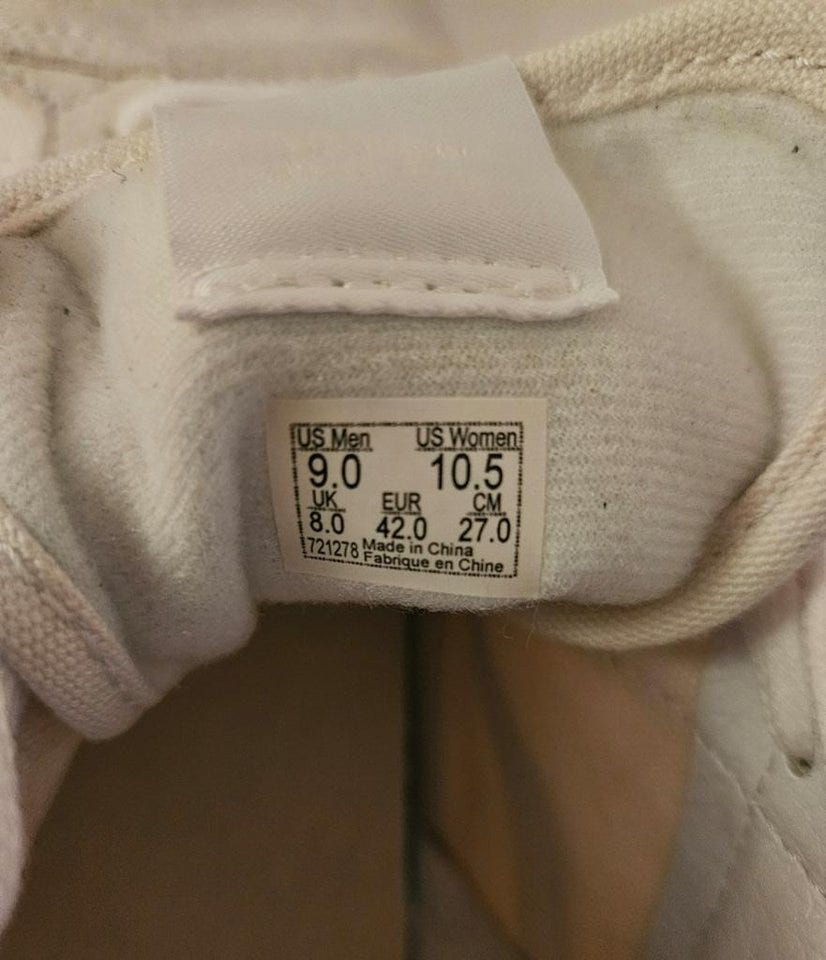 US Men US Women
9.0 10.5
UK EUR CM
8.0 42.0 27.0
721278 Made in China
Fabrique en Chine